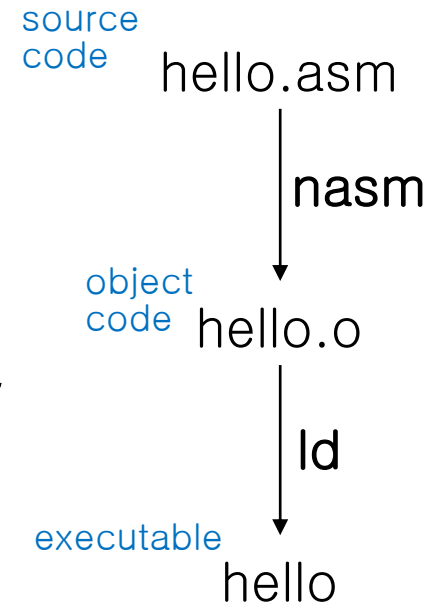 source
code
hello.asm
nasm
object
code
hello.o
ld
executable
hello